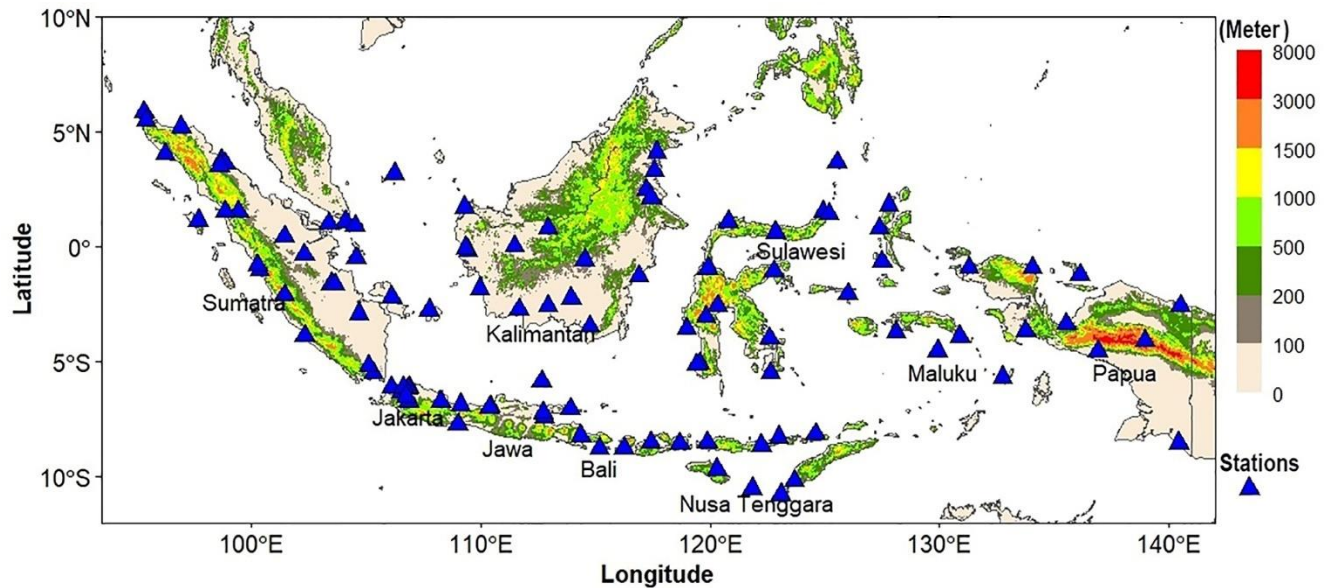 10°N
5°N
0°
5°S
10°S
Latitude
100°E
110°E
120°E
130°E
140°E
Longitude
Sumatra
Kalimantan
Sulawesi
Maluku
Papua
Jakarta
Jawa
Bali
Nusa Tenggara
(Meter)
8000
3000
1500
1000
500
200
100
0
Stations